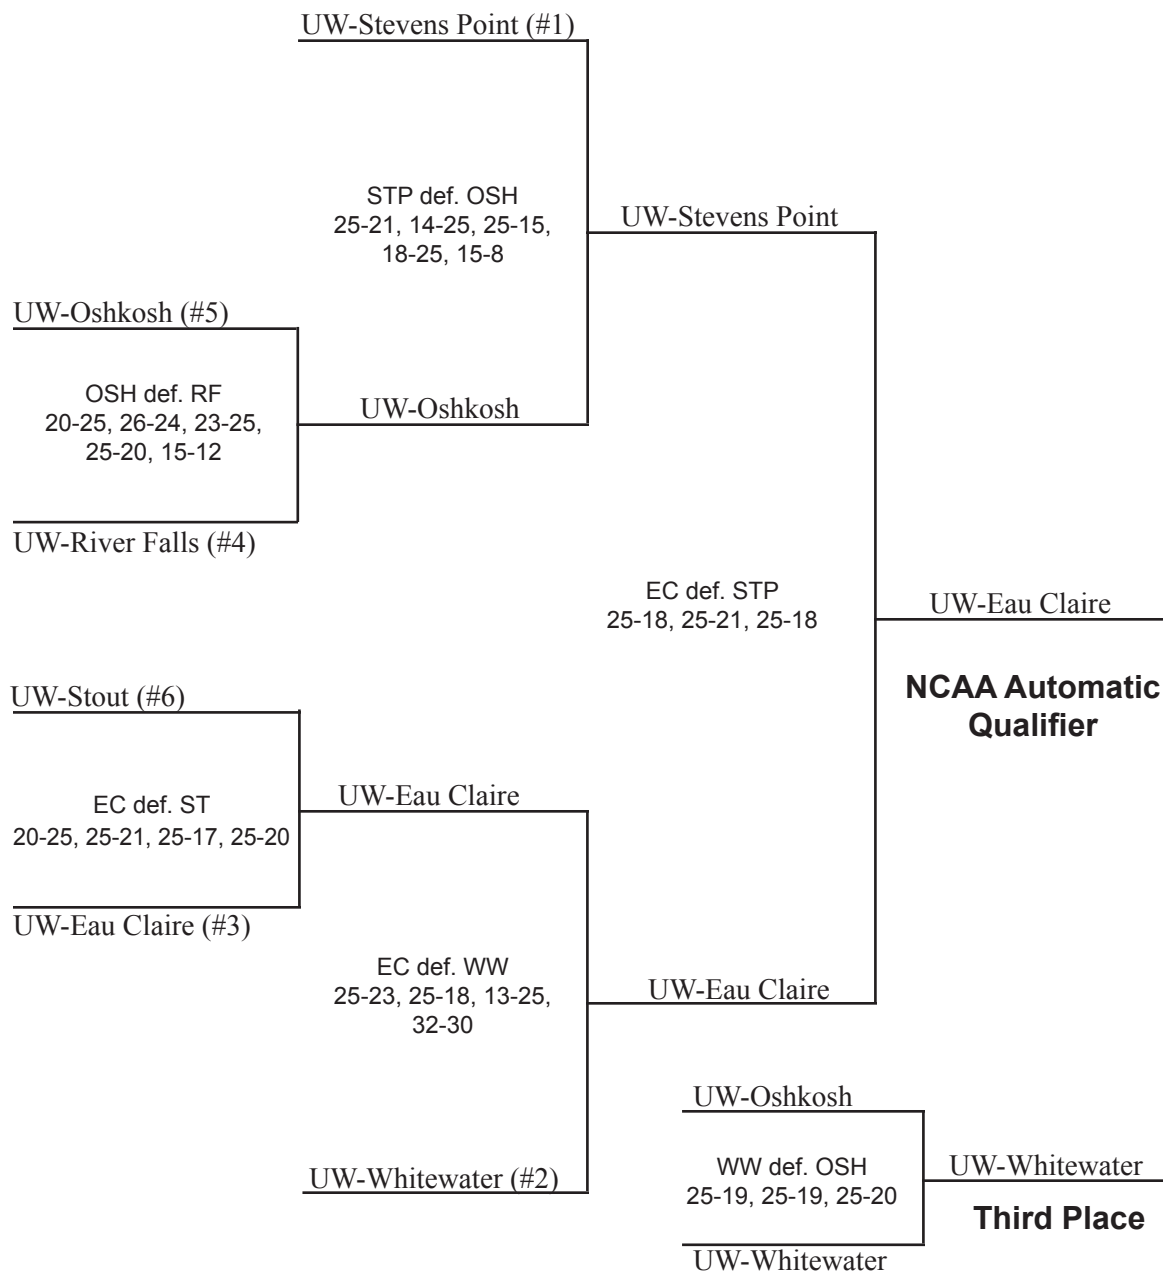 UW-Stevens Point (#1)
STP def. OSH
25-21, 14-25, 25-15,
18-25, 15-8
UW-Stevens Point
UW-Oshkosh (#5)
OSH def. RF
20-25, 26-24, 23-25,
25-20, 15-12
UW-Oshkosh
UW-River Falls (#4)
EC def. STP
25-18, 25-21, 25-18
UW-Eau Claire
NCAA Automatic
Qualifier
UW-Stout (#6)
EC def. ST
20-25, 25-21, 25-17, 25-20
UW-Eau Claire
UW-Eau Claire (#3)
EC def. WW
25-23, 25-18, 13-25,
32-30
UW-Eau Claire
UW-Whitewater (#2)
UW-Oshkosh
WW def. OSH
25-19, 25-19, 25-20
UW-Whitewater
UW-Whitewater
Third Place